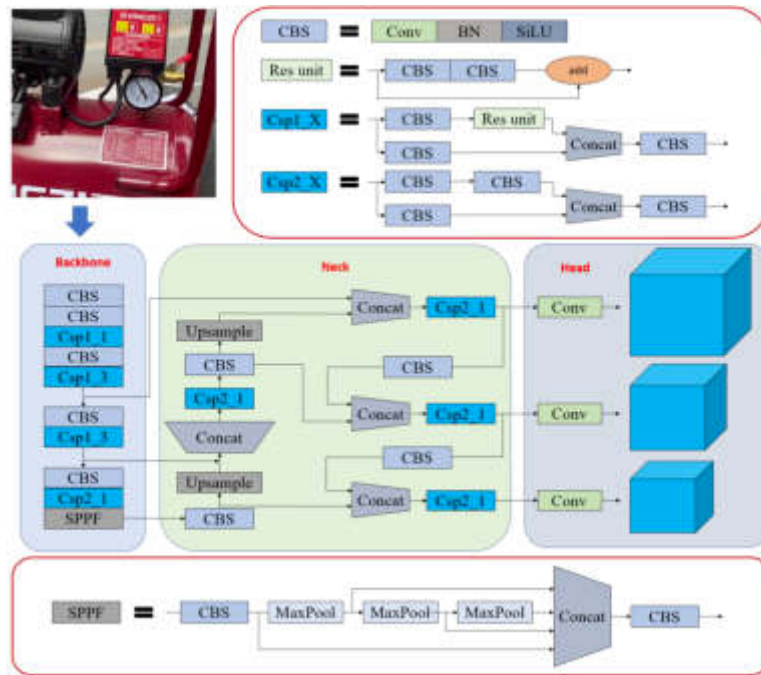 CBS = Conv BN SiLU
Res unit = CBS CBS add
Csp1_X = CBS Res unit
CBS Concat CBS
Csp2_X = CBS CBS
CBS Concat CBS
Backbone
CBS
CBS
Csp1_1
CBS
Csp1_3
CBS
Csp1_3
CBS
Csp2_1
SPPF
Neck
Concat Csp2_1
Upsample
CBS CBS
Csp2_1 Concat Csp2_1
Concat CBS
Upsample
CBS Concat Csp2_1
Head
Conv
Conv
Conv
SPPF = CBS MaxPool MaxPool MaxPool Concat CBS